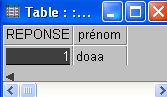 Table : :...
REPONSE prénom
1 doaa